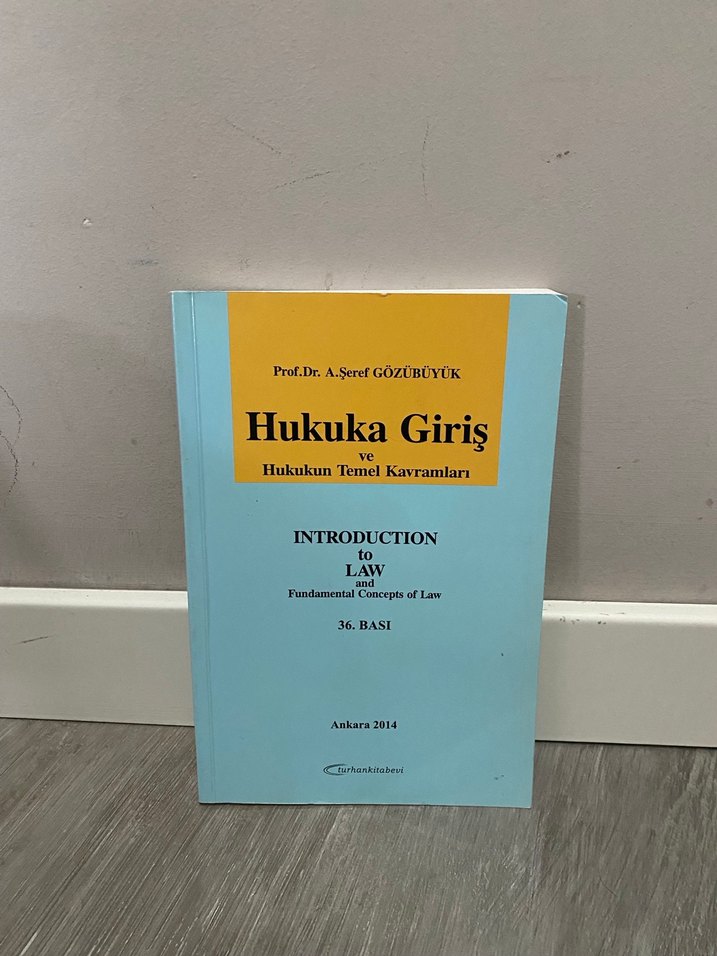 Prof.Dr. A.Şeref GÖZÜBÜYÜK
Hukuka Giriş
ve
Hukukun Temel Kavramları
INTRODUCTION
to
LAW
and
Fundamental Concepts of Law
36. BASI
Ankara 2014
turhankitabevi